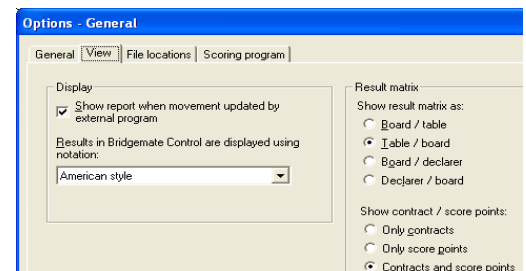 Options - General
General View File locations Scoring program
Display
Show report when movement updated by
external program
Results in Bridgemate Control are displayed using
notation:
American style
Result matrix
Show result matrix as:
Board / table
Table / board
Board / declarer
Declarer / board
Show contract / score points:
Only contracts
Only score points
Contracts and score points